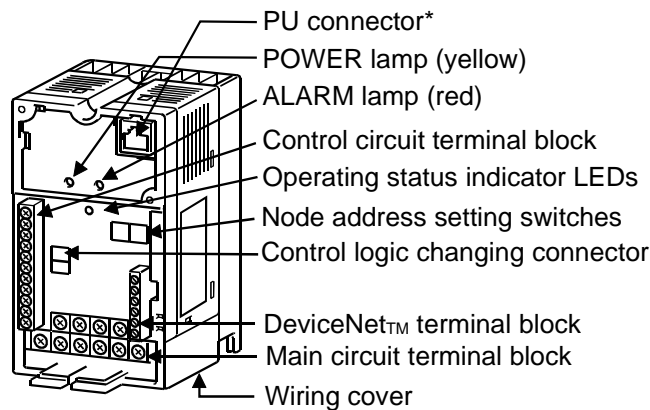 PU connector*
POWER lamp (yellow)
ALARM lamp (red)
Control circuit terminal block
Operating status indicator LEDs
Node address setting switches
Control logic changing connector
DeviceNetTM terminal block
Main circuit terminal block
Wiring cover